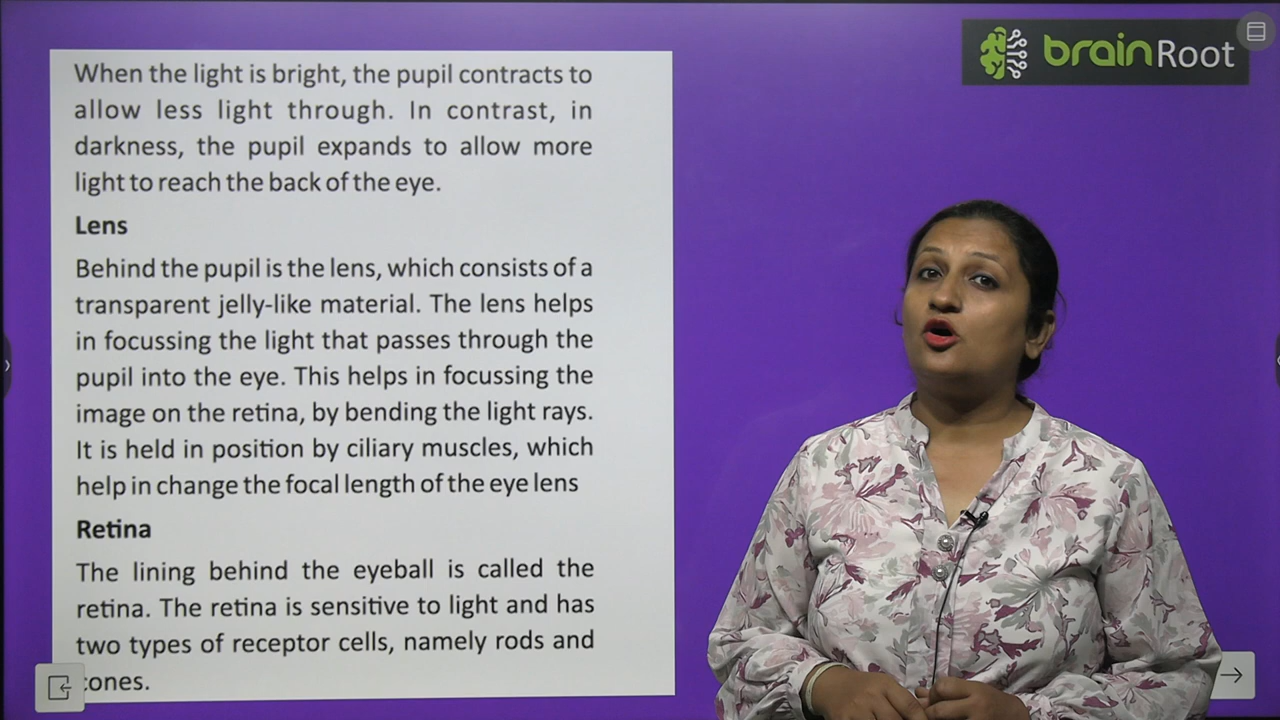 When the light is bright, the pupil contracts to
allow less light through. In contrast, in
darkness, the pupil expands to allow more
light to reach the back of the eye.
Lens
Behind the pupil is the lens, which consists of a
transparent jelly-like material. The lens helps
in focussing the light that passes through the
pupil into the eye. This helps in focussing the
image on the retina, by bending the light rays.
It is held in position by ciliary muscles, which
help in change the focal length of the eye lens
Retina
The lining behind the eyeball is called the
retina. The retina is sensitive to light and has
two types of receptor cells, namely rods and
cones.
brainRoot